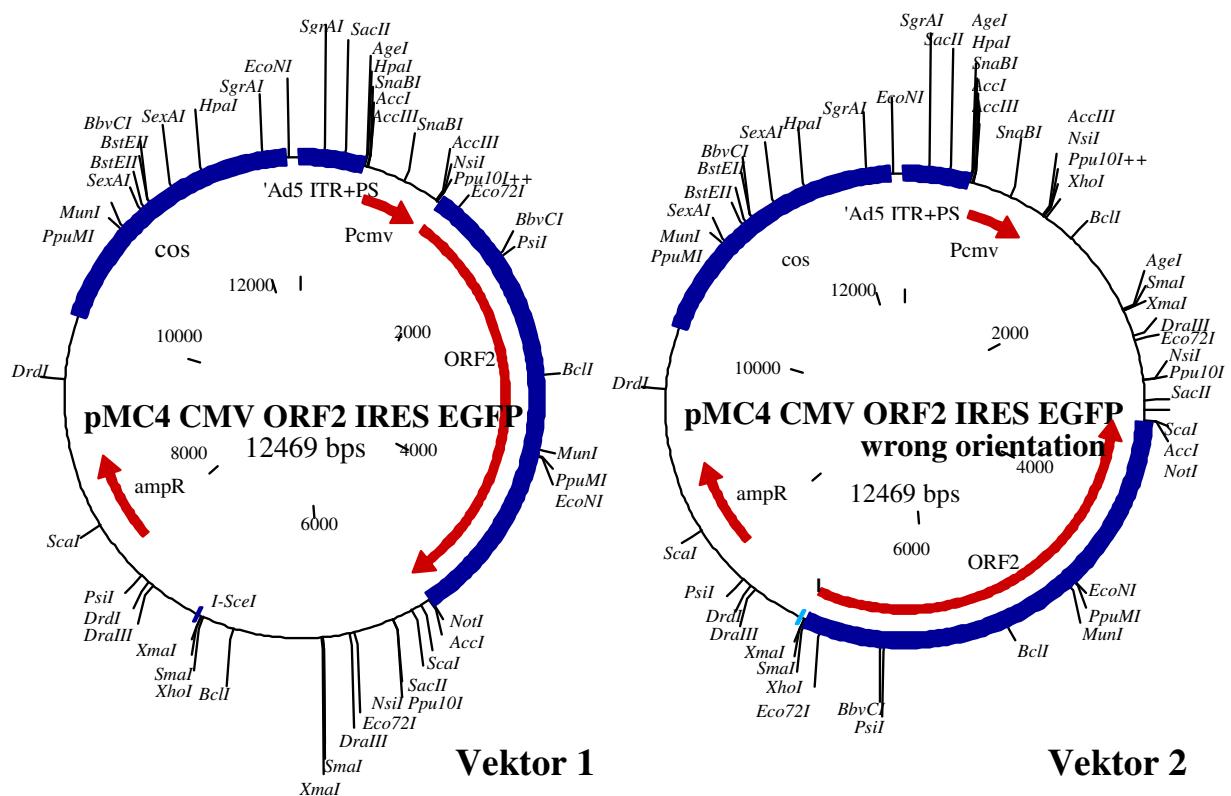 SgrAI
SacII
AgeI
HpaI
SnaBI
AccI
AccIII
EcoNI
SgrAI
HpaI
SexAI
BbvCI
BstEII
BstEII
SexAI
MunI
PpuMI
SnaBI
AccIII
NsiI
Ppu10I++
Eco72I
BbvCI
PsiI
'Ad5 ITR+PS
Pcmv
cos
12000
2000
10000
ORF2
DrdI
BclI
pMC4 CMV ORF2 IRES EGFP
12469 bps
8000
4000
MunI
PpuMI
EcoNI
ampR
6000
ScaI
PsiI
DrdI
DraIII
I-SceI
XmaI
SmaI
XhoI
BclI
NotI
AccI
ScaI
SacII
NsiI
Ppu10I
Eco72I
DraIII
SmaI
XmaI
Vektor 1
SgrAI
SacII
AgeI
HpaI
SnaBI
AccI
AccIII
EcoNI
SgrAI
HpaI
SexAI
BbvCI
BstEII
BstEII
SexAI
MunI
PpuMI
SnaBI
AccIII
NsiI
Ppu10I++
XhoI
BclI
'Ad5 ITR+PS
Pcmv
cos
AgeI
SmaI
XmaI
12000
2000
DraIII
Eco72I
NsiI
Ppu10I
SacII
10000
DrdI
pMC4 CMV ORF2 IRES EGFP
wrong orientation
ScaI
AccI
NotI
4000
ampR
12469 bps
6000
ScaI
ORF2
PsiI
DrdI
DraIII
EcoNI
PpuMI
MunI
XmaI
SmaI
XhoI
Eco72I
BclI
BbvCI
PsiI
Vektor 2